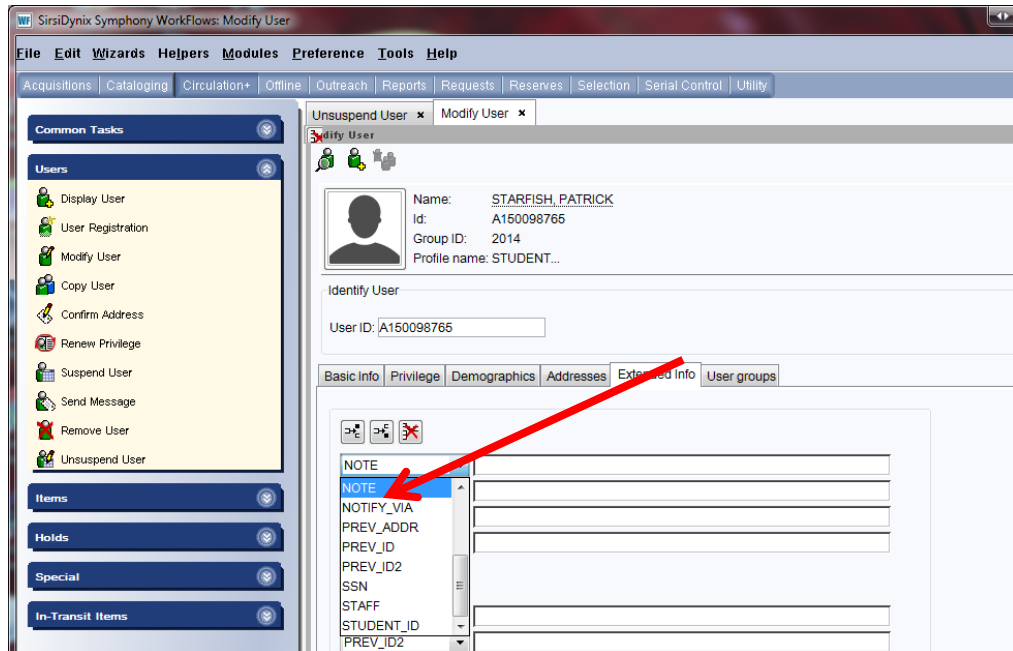 WF SirsiDynix Symphony WorkFlows: Modify User
File Edit Wizards Helpers Modules Preference Tools Help
Acquisitions Cataloging Circulation+ Offline Outreach Reports Requests Reserves Selection Serial Control Utility
Common Tasks
Users
Display User
User Registration
Modify User
Copy User
Confirm Address
Renew Privilege
Suspend User
Send Message
Remove User
Unsuspend User
Items
Holds
Special
In-Transit Items
Unsuspend User × Modify User ×
dify User
Name: STARFISH, PATRICK
Id: A150098765
Group ID: 2014
Profile name: STUDENT...
Identify User
User ID: A150098765
Basic Info Privilege Demographics Addresses Extended Info User groups
NOTE
NOTE
NOTIFY_VIA
PREV_ADDR
PREV_ID
PREV_ID2
SSN
STAFF
STUDENT_ID
PREV_ID2